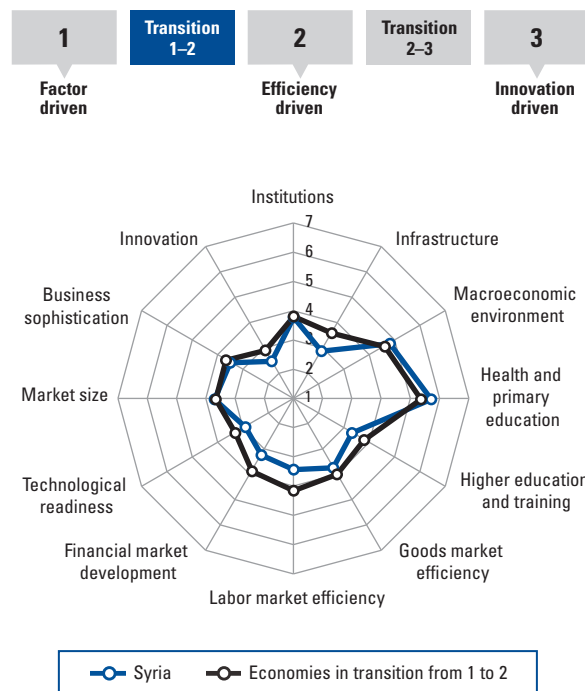 1
Transition
1–2
2
Transition
2–3
3
Factor
driven
Efficiency
driven
Innovation
driven
Institutions
7
Innovation
6
Infrastructure
5
Business
sophistication
4
Macroeconomic
environment
3
2
Market size
1
Health and
primary
education
Technological
readiness
Higher education
and training
Financial market
development
Goods market
efficiency
Labor market efficiency
Syria
Economies in transition from 1 to 2